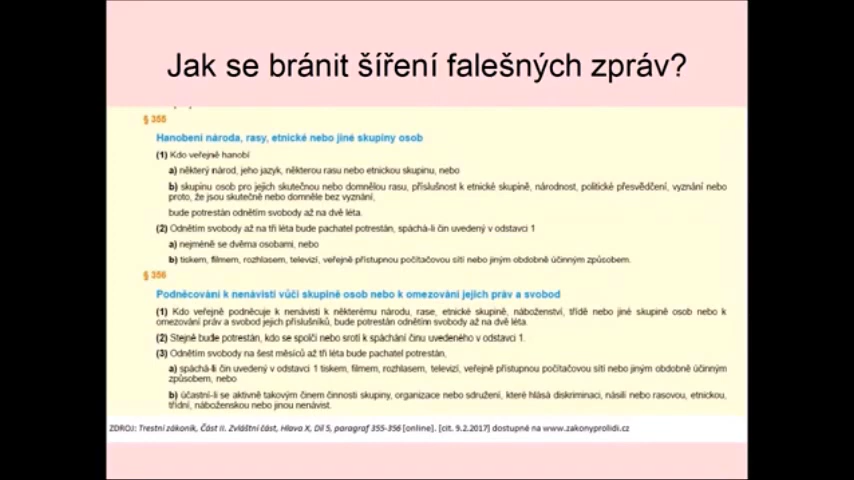 Jak se bránit šíření falešných zpráv?
§ 355
Hanobení národa, rasy, etnické nebo jiné skupiny osob
(1) Kdo veřejně hanobí
a) některý národ, jeho jazyk, některou rasu nebo etnickou skupinu, nebo
b) skupinu osob pro jejich skutečnou nebo domnělou rasu, příslušnost k etnické skupině, národnost, politické přesvědčení, vyznání nebo
proto, že jsou skutečně nebo domněle bez vyznání,
bude potrestán odnětím svobody až na dvě léta.
(2) Odnětím svobody až na tři léta bude pachatel potrestán, spáchá-li čin uvedený v odstavci 1
a) nejméně se dvěma osobami, nebo
b) tiskem, filmem, rozhlasem, televizí, veřejně přístupnou počítačovou sítí nebo jiným obdobně účinným způsobem.
§ 356
Podněcování k nenávisti vůči skupině osob nebo k omezování jejich práv a svobod
(1) Kdo veřejně podněcuje k nenávisti k některému národu, rase, etnické skupině, náboženství, třídě nebo jiné skupině osob nebo k
omezování práv a svobod jejich příslušníků, bude potrestán odnětím svobody až na dvě léta.
(2) Stejně bude potrestán, kdo se spolčí nebo srotí k spáchání činu uvedeného v odstavci 1.
(3) Odnětím svobody na šest měsíců až tři léta bude pachatel potrestán,
a) spáchá-li čin uvedený v odstavci 1 tiskem, filmem, rozhlasem, televizí, veřejně přístupnou počítačovou sítí nebo jiným obdobně účinným
způsobem, nebo
b) účastní-li se aktivně takovým činem činnosti skupiny, organizace nebo sdružení, které hlásá diskriminaci, násilí nebo rasovou, etnickou,
třídní, náboženskou nebo jinou nenávist.
ZDROJ: Trestní zákoník, Část II. Zvláštní část, Hlava X, Díl 5, paragraf 355-356 [online]. [cit. 9.2.2017] dostupné na www.zakonyprolidi.cz